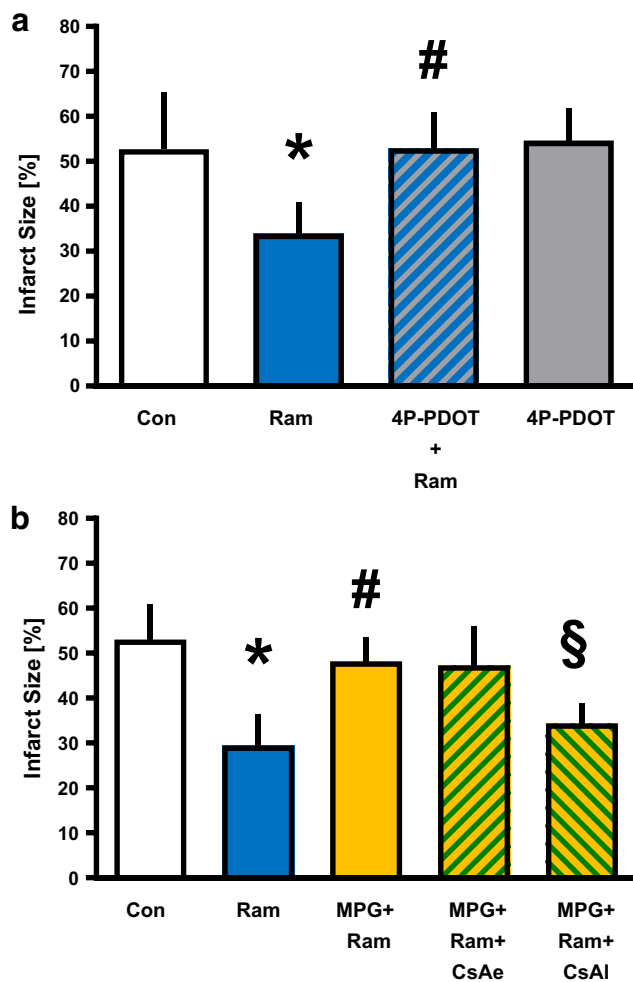 a
Infarct Size [%]
80
70
60
50
40
30
20
10
0
*
#
Con
Ram
4P-PDOT
+
Ram
4P-PDOT
b
Infarct Size [%]
80
70
60
50
40
30
20
10
0
*
#
§
Con
Ram
MPG+
Ram
MPG+
Ram+
CsAe
MPG+
Ram+
CsAl